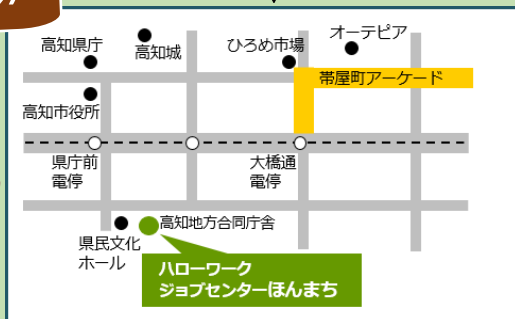 オーテピア
高知県庁
高知城
ひろめ市場
帯屋町アーケード
高知市役所
県庁前
電停
大橋通
電停
高知地方合同庁舎
県民文化
ホール
ハローワーク
ジョブセンターほんまち